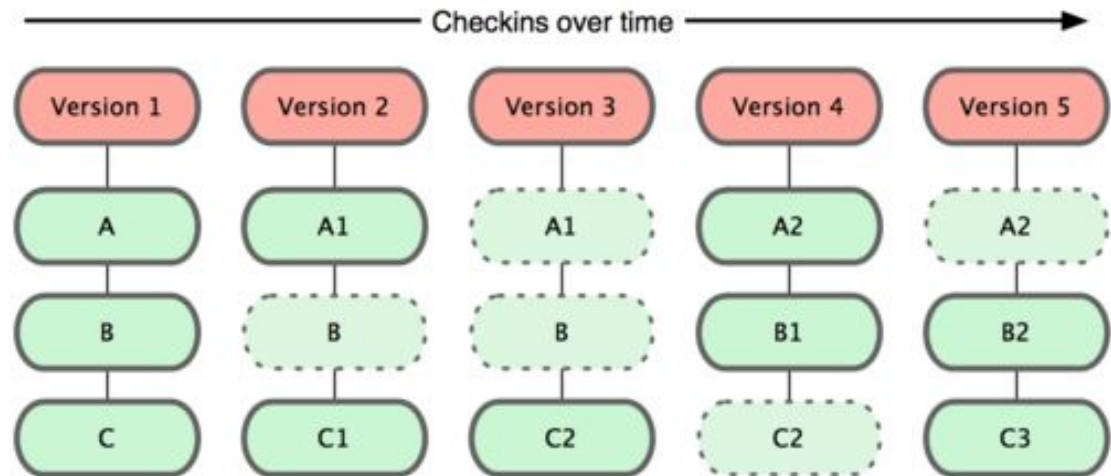 Checkins over time
Version 1 Version 2 Version 3 Version 4 Version 5
A A1 A1 A2 A2
B B B B1 B2
C C1 C2 C2 C3